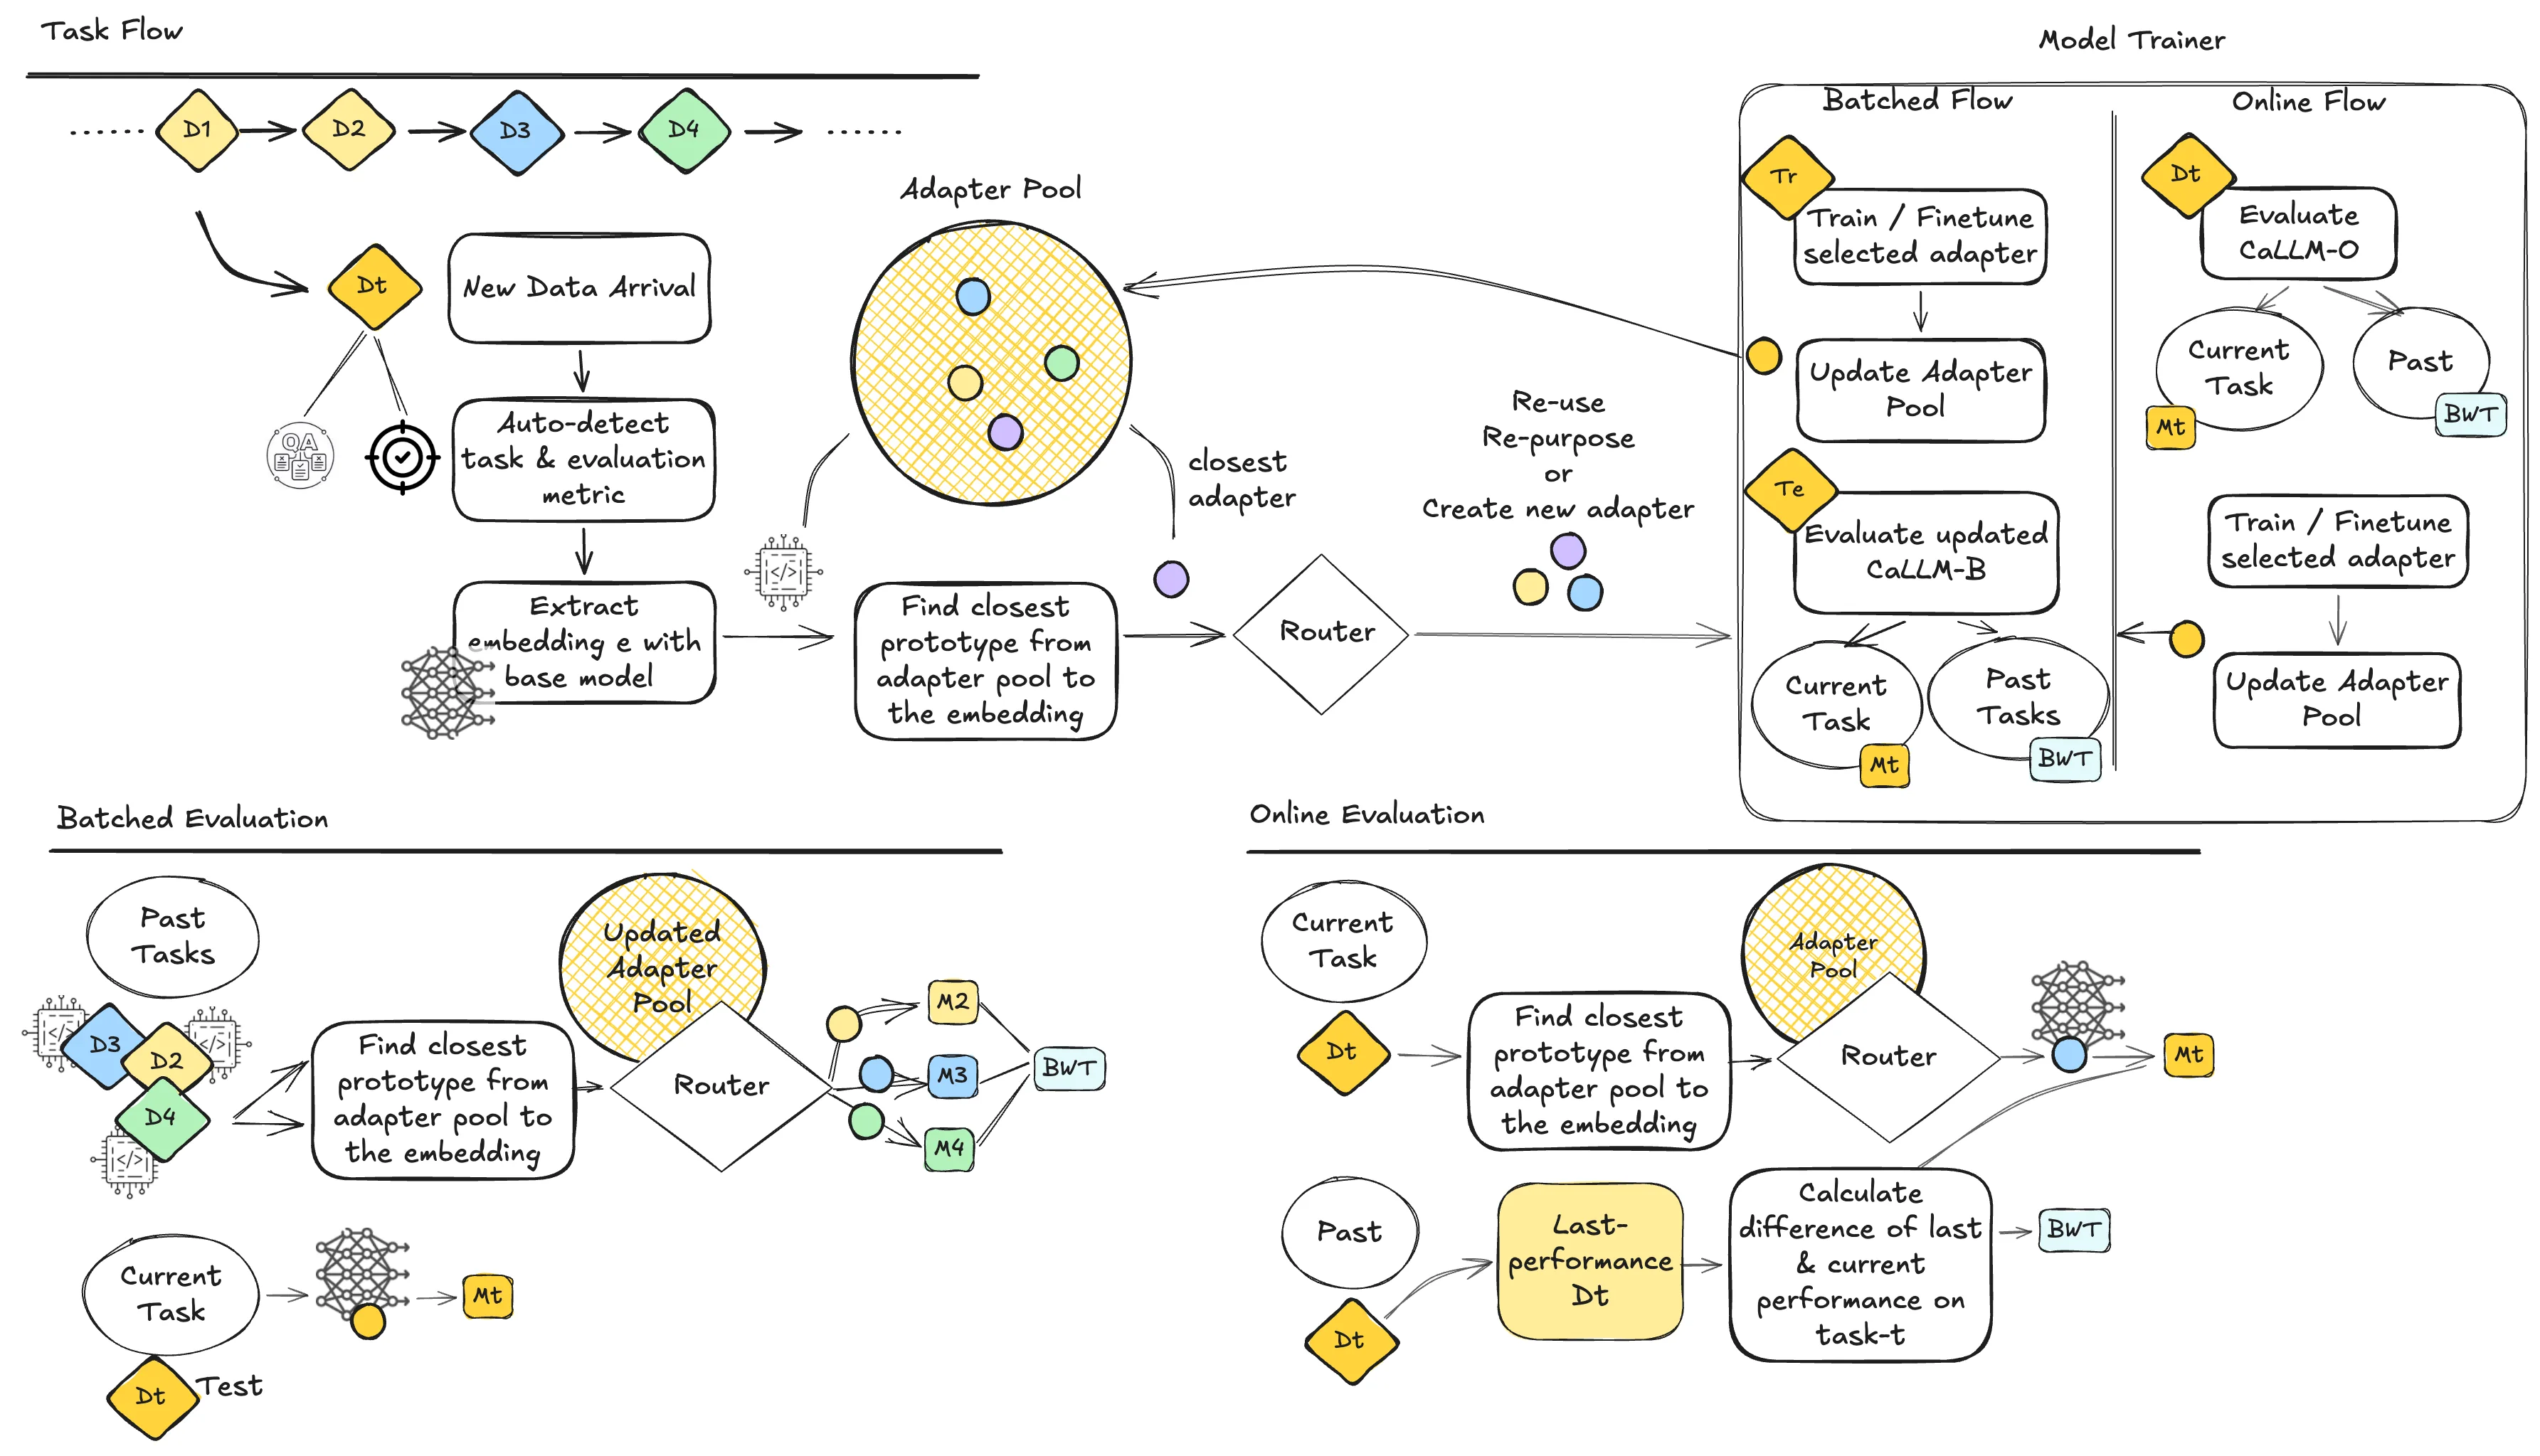 Task Flow
D1
D2
D3
D4
Dt
New Data Arrival
QA
Auto-detect
task & evaluation
metric
Extract
embedding e with
base model
Adapter Pool
</>
closest
adapter
Find closest
prototype from
adapter pool to
the embedding
Router
Re-use
Re-purpose
or
Create new adapter
Model Trainer
Batched Flow
Tr
Train / Finetune
selected adapter
Update Adapter
Pool
Te
Evaluate updated
CaLLM-B
Current
Task
Mt
Past
Tasks
BWT
Online Flow
Dt
Evaluate
CaLLM-O
Current
Task
Mt
Past
BWT
Train / Finetune
selected adapter
Update Adapter
Pool
Batched Evaluation
Past
Tasks
</>
D3
D2
</>
D4
</>
Find closest
prototype from
adapter pool to
the embedding
Updated
Adapter
Pool
Router
M2
M3
M4
BWT
Current
Task
Mt
Dt
Test
Online Evaluation
Current
Task
Dt
Find closest
prototype from
adapter pool to
the embedding
Adapter
Pool
Router
Mt
Past
Dt
Last-
performance
Dt
Calculate
difference of last
& current
performance on
task-t
BWT